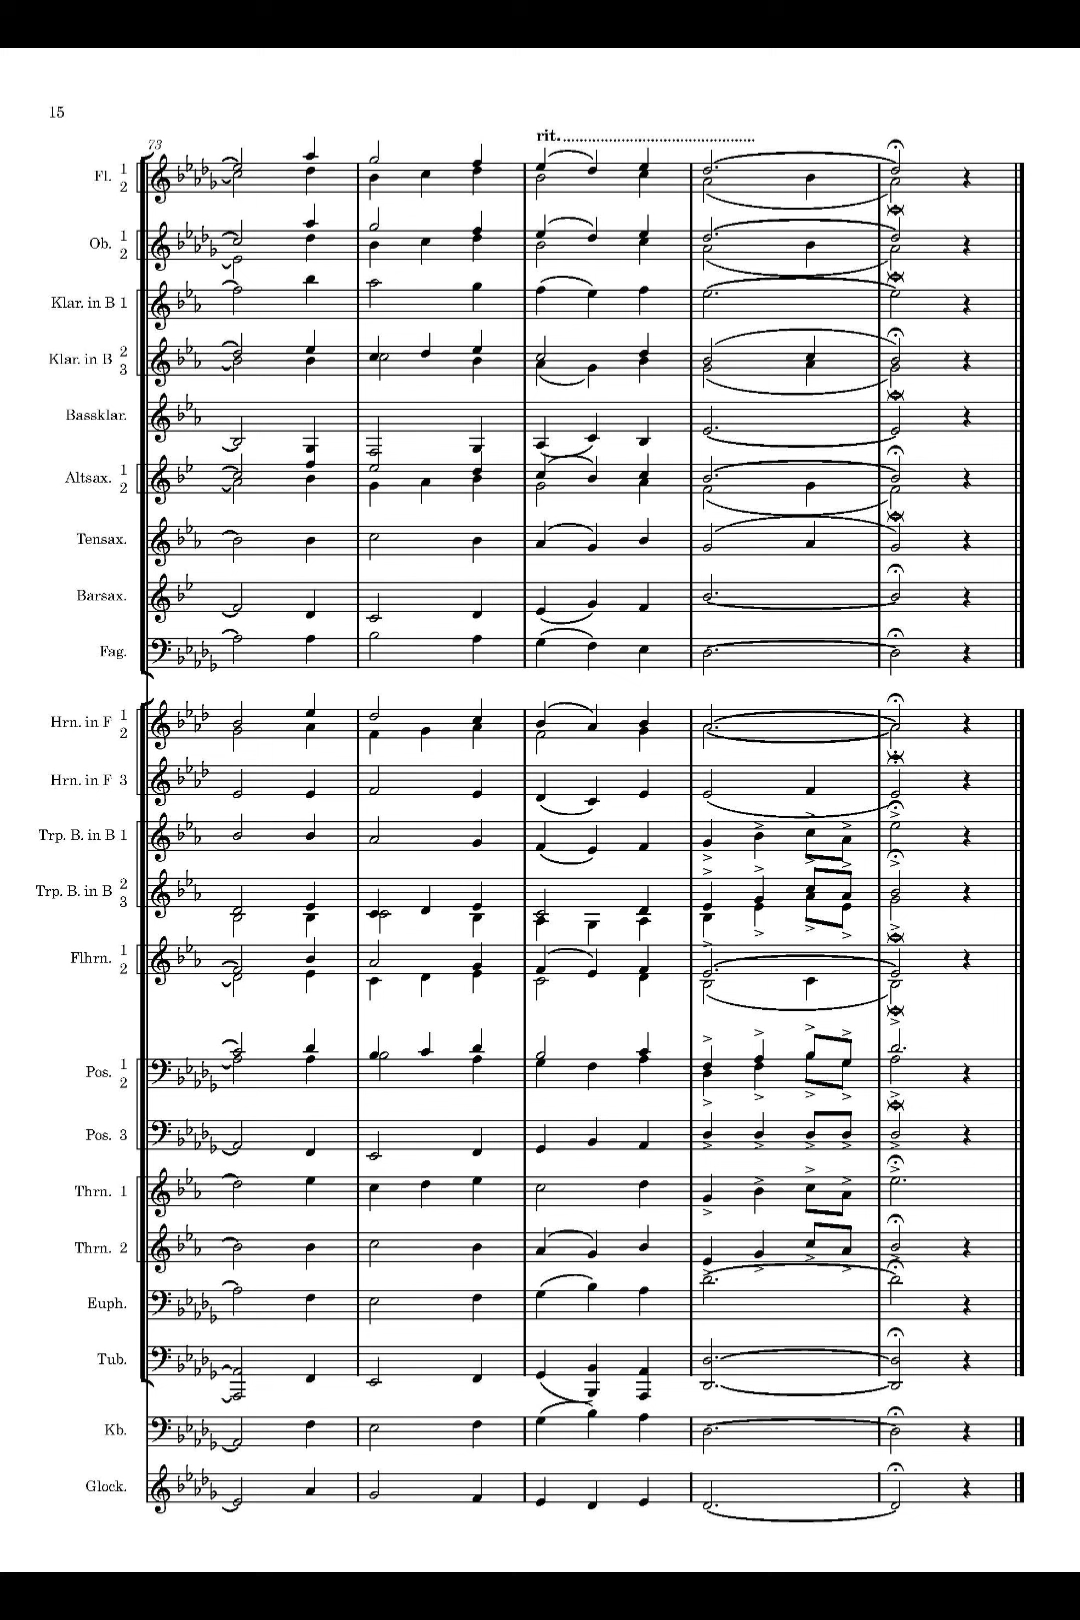 15
rit.
73
Fl. 1
2
Ob. 1
2
Klar. in B 1
Klar. in B 2
3
Bassklar.
Altsax. 1
2
Tensax.
Barsax.
Fag.
Hrn. in F 1
2
Hrn. in F 3
Trp. B. in B 1
Trp. B. in B 2
3
Flhrn. 1
2
Pos. 1
2
Pos. 3
Thrn. 1
Thrn. 2
Euph.
Tub.
Kb.
Glock.